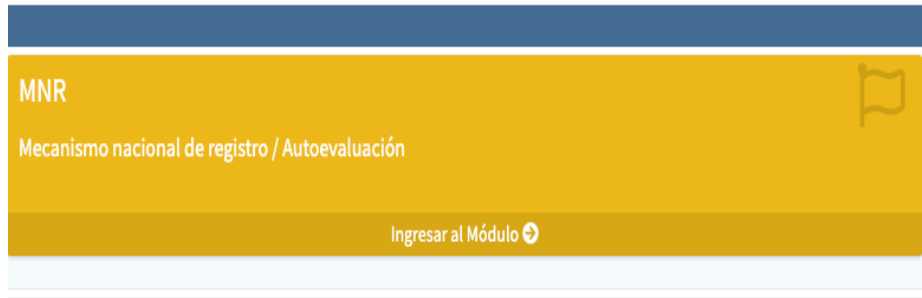 MNR
Mecanismo nacional de registro / Autoevaluación
Ingresar al Módulo